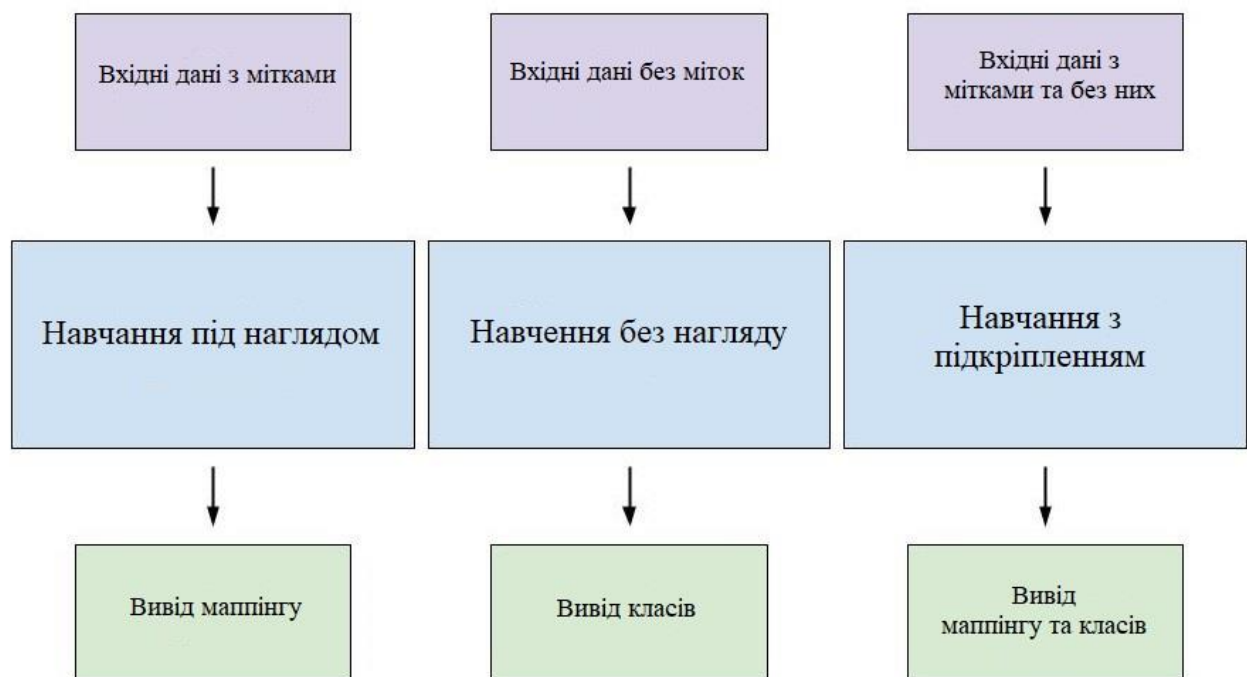 Вхідні дані з мітками
Вхідні дані без міток
Вхідні дані з
мітками та без них
Навчання під наглядом
Навчення без нагляду
Навчання з
підкріпленням
Вивід маппінгу
Вивід класів
Вивід
маппінгу та класів